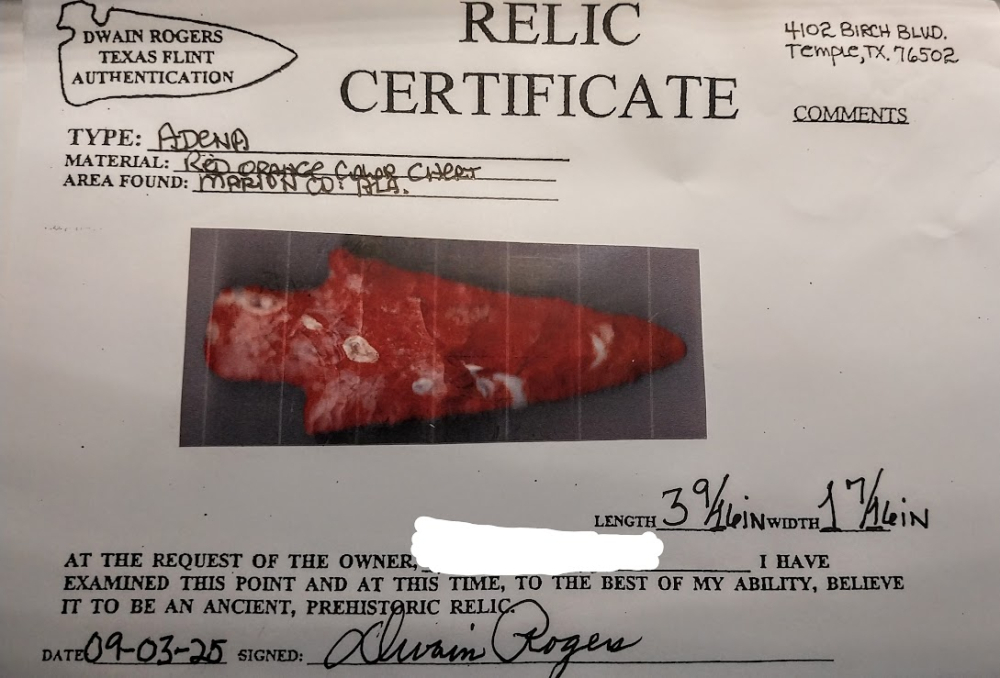 DWAIN ROGERS
TEXAS FLINT
AUTHENTICATION
RELIC
CERTIFICATE
4102 BIRCH BLVD.
Temple, TX. 76502
COMMENTS
TYPE: ADENA
MATERIAL: RED ORANGE COLOR CHERT
AREA FOUND: MARION CO: ALA.
LENGTH 3 9/16 IN WIDTH 1 7/16 IN
AT THE REQUEST OF THE OWNER, I HAVE
EXAMINED THIS POINT AND AT THIS TIME, TO THE BEST OF MY ABILITY, BELIEVE
IT TO BE AN ANCIENT, PREHISTORIC RELIC.
DATE 09-03-25 SIGNED: Dwain Rogers